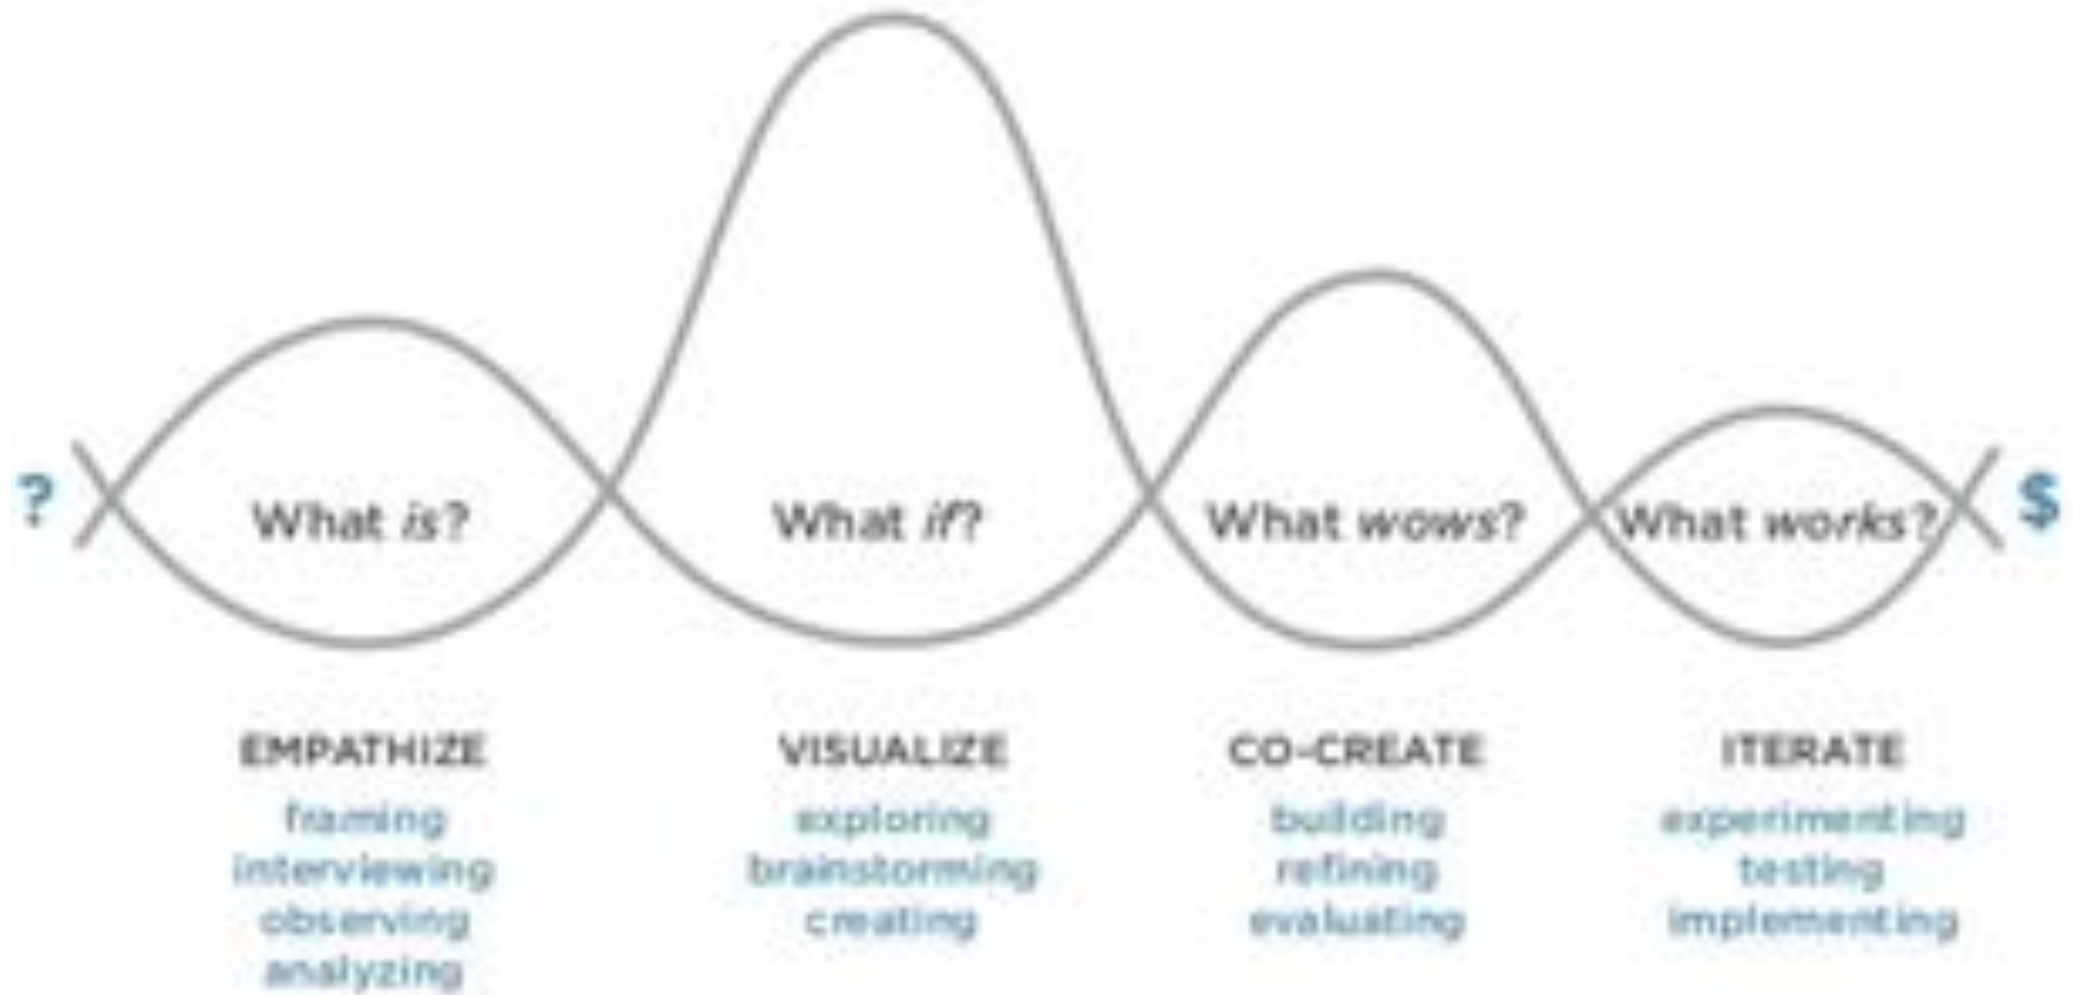 ?
What is?
What if?
What wows?
What works?
$
EMPATHIZE
framing
interviewing
observing
analyzing
VISUALIZE
exploring
brainstorming
creating
CO-CREATE
building
refining
evaluating
ITERATE
experimenting
testing
implementing